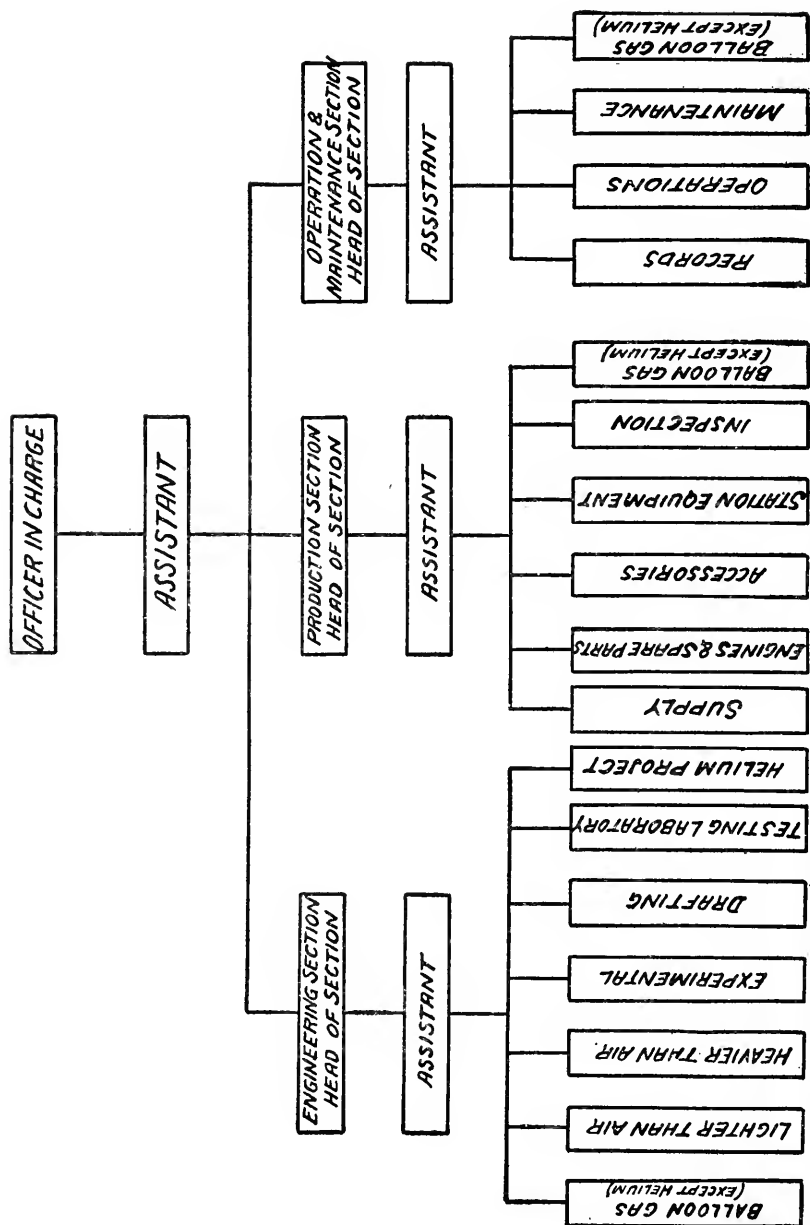 OFFICER IN CHARGE
ASSISTANT
ENGINEERING SECTION
HEAD OF SECTION
PRODUCTION SECTION
HEAD OF SECTION
OPERATION &
MAINTENANCE SECTION
HEAD OF SECTION
ASSISTANT
ASSISTANT
ASSISTANT
BALLOON GAS
(EXCEPT HELIUM)
LIGHTER THAN AIR
HEAVIER THAN AIR
EXPERIMENTAL
DRAFTING
TESTING LABORATORY
HELIUM PROJECT
SUPPLY
ENGINES & SPARE PARTS
ACCESSORIES
STATION EQUIPMENT
INSPECTION
BALLOON GAS
(EXCEPT HELIUM)
RECORDS
OPERATIONS
MAINTENANCE
BALLOON GAS
(EXCEPT HELIUM)